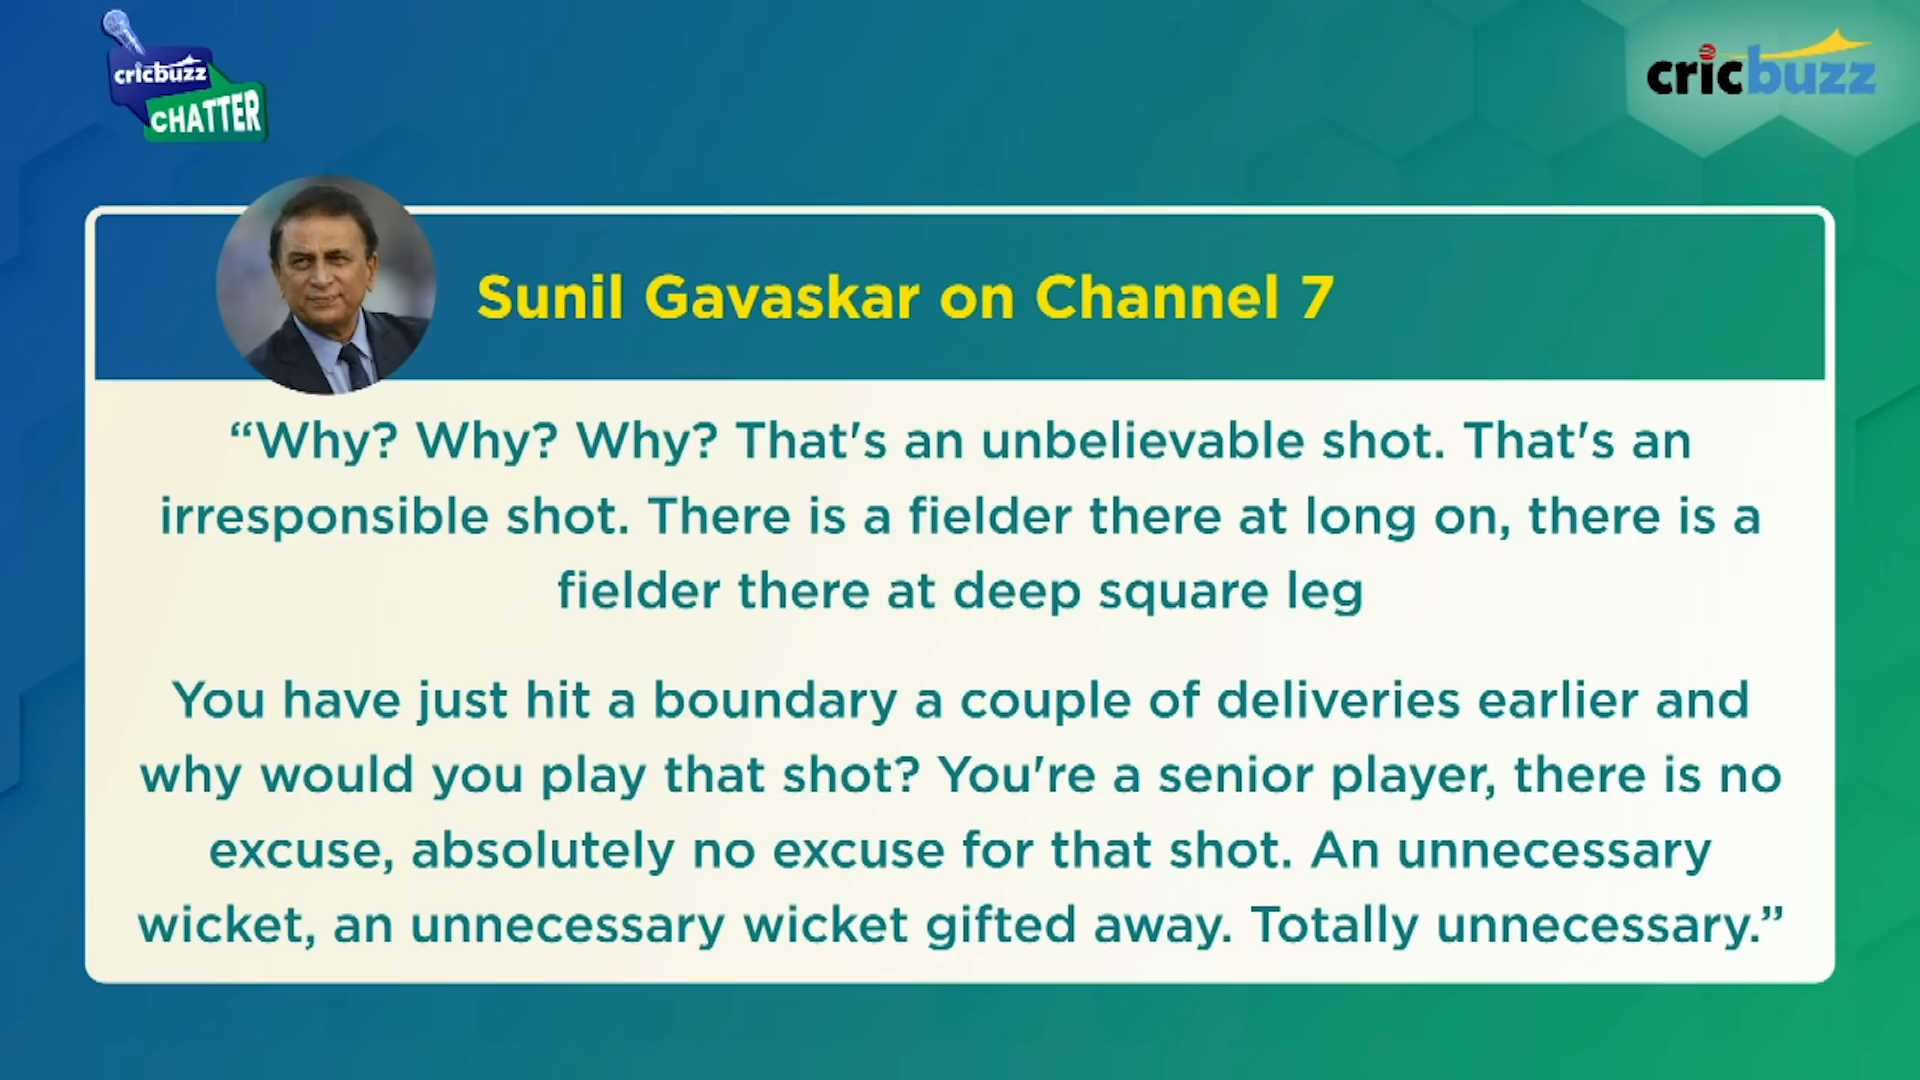 cricbuzz
CHATTER
cricbuzz
Sunil Gavaskar on Channel 7
“Why? Why? Why? That's an unbelievable shot. That's an
irresponsible shot. There is a fielder there at long on, there is a
fielder there at deep square leg
You have just hit a boundary a couple of deliveries earlier and
why would you play that shot? You're a senior player, there is no
excuse, absolutely no excuse for that shot. An unnecessary
wicket, an unnecessary wicket gifted away. Totally unnecessary.”